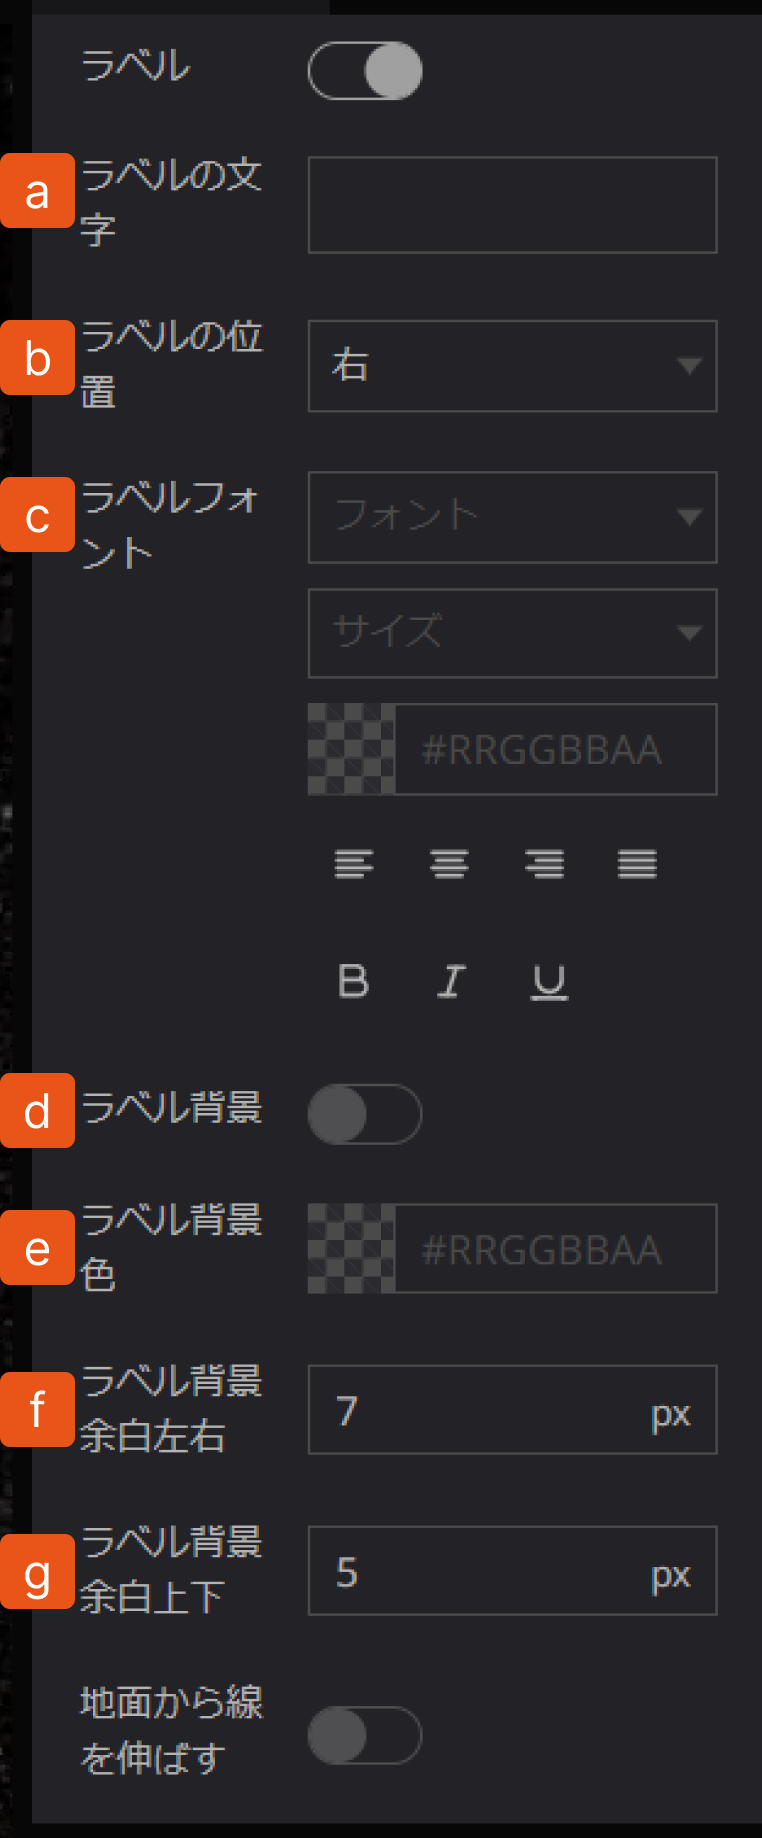 ラベル
a
ラベルの文
字
b
ラベルの位
置
右
c
ラベルフォ
ント
フォント
サイズ
#RRGGBBAA
B I U
d
ラベル背景
e
ラベル背景
色
#RRGGBBAA
f
ラベル背景
余白左右
7 px
g
ラベル背景
余白上下
5 px
地面から線
を伸ばす